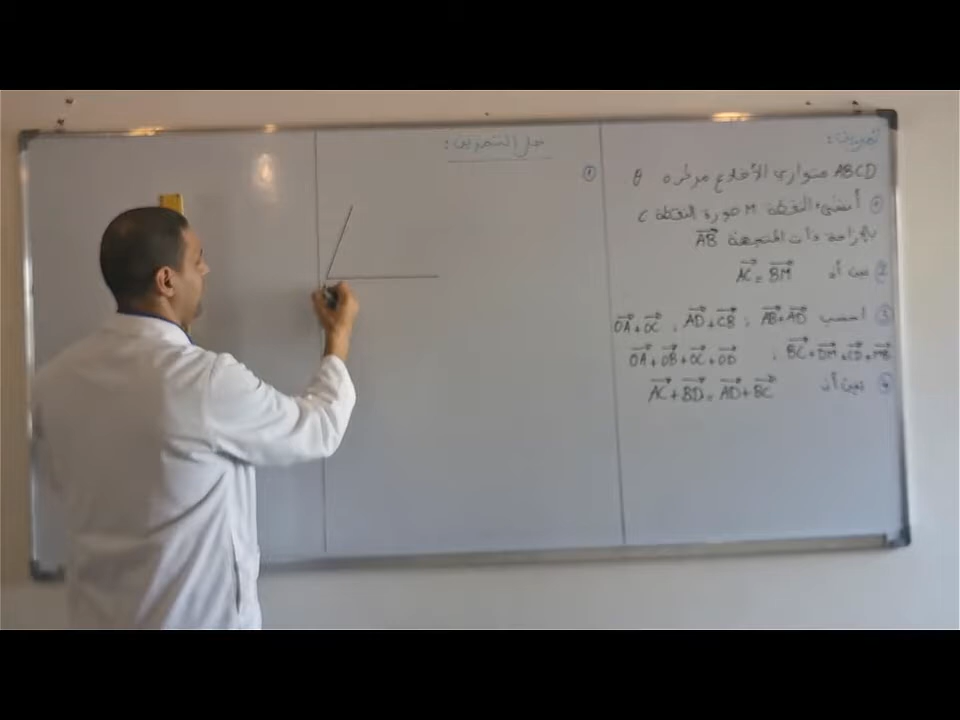 تمرين:
ABCD متوازي الأضلاع مركزه O
① أنشئ النقطة M صورة النقطة C
بالإزاحة ذات المتجهة AB
② بين أن AC = BM
③ احسب AB+AD ; AD+CB ; OA+OC
BC+DM+CD+MB ; OA+OB+OC+OD
④ بين أن AC+BD = AD+BC
حل التمرين:
①